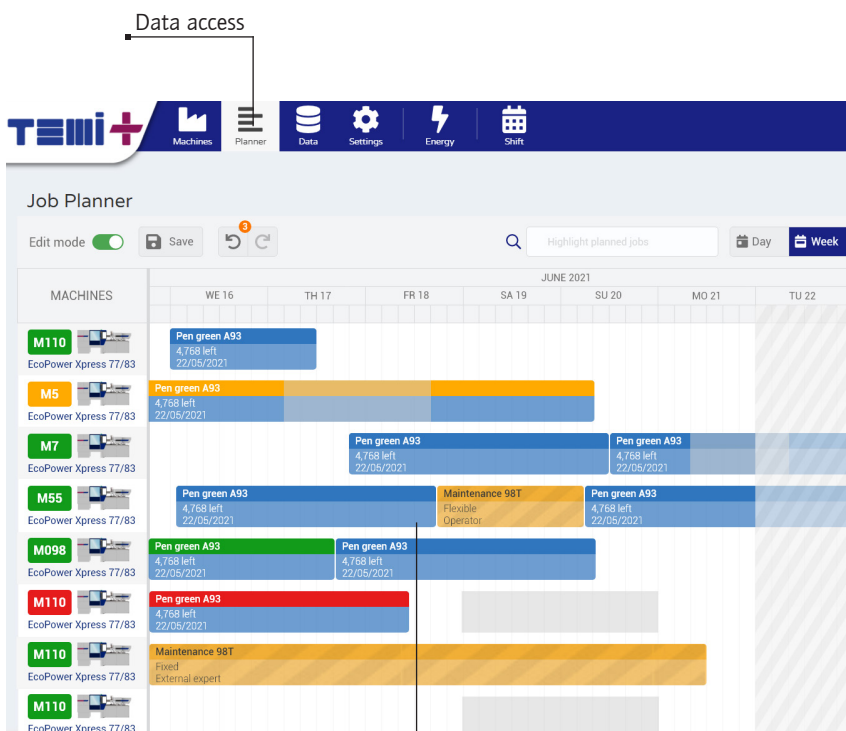 Data access
TEMI+
Machines
Planner
Data
Settings
Energy
Shift
Job Planner
Edit mode
Save
3
Highlight planned jobs
Day
Week
MACHINES
JUNE 2021
WE 16
TH 17
FR 18
SA 19
SU 20
MO 21
TU 22
M110
EcoPower Xpress 77/83
Pen green A93
4,768 left
22/05/2021
M5
EcoPower Xpress 77/83
Pen green A93
4,768 left
22/05/2021
M7
EcoPower Xpress 77/83
Pen green A93
4,768 left
22/05/2021
Pen green A93
4,768 left
22/05/2021
M55
EcoPower Xpress 77/83
Pen green A93
4,768 left
22/05/2021
Maintenance 98T
Flexible
Operator
Pen green A93
4,768 left
22/05/2021
M098
EcoPower Xpress 77/83
Pen green A93
4,768 left
22/05/2021
Pen green A93
4,768 left
22/05/2021
M110
EcoPower Xpress 77/83
Pen green A93
4,768 left
22/05/2021
M110
EcoPower Xpress 77/83
Maintenance 98T
Fixed
External expert
M110
EcoPower Xpress 77/83